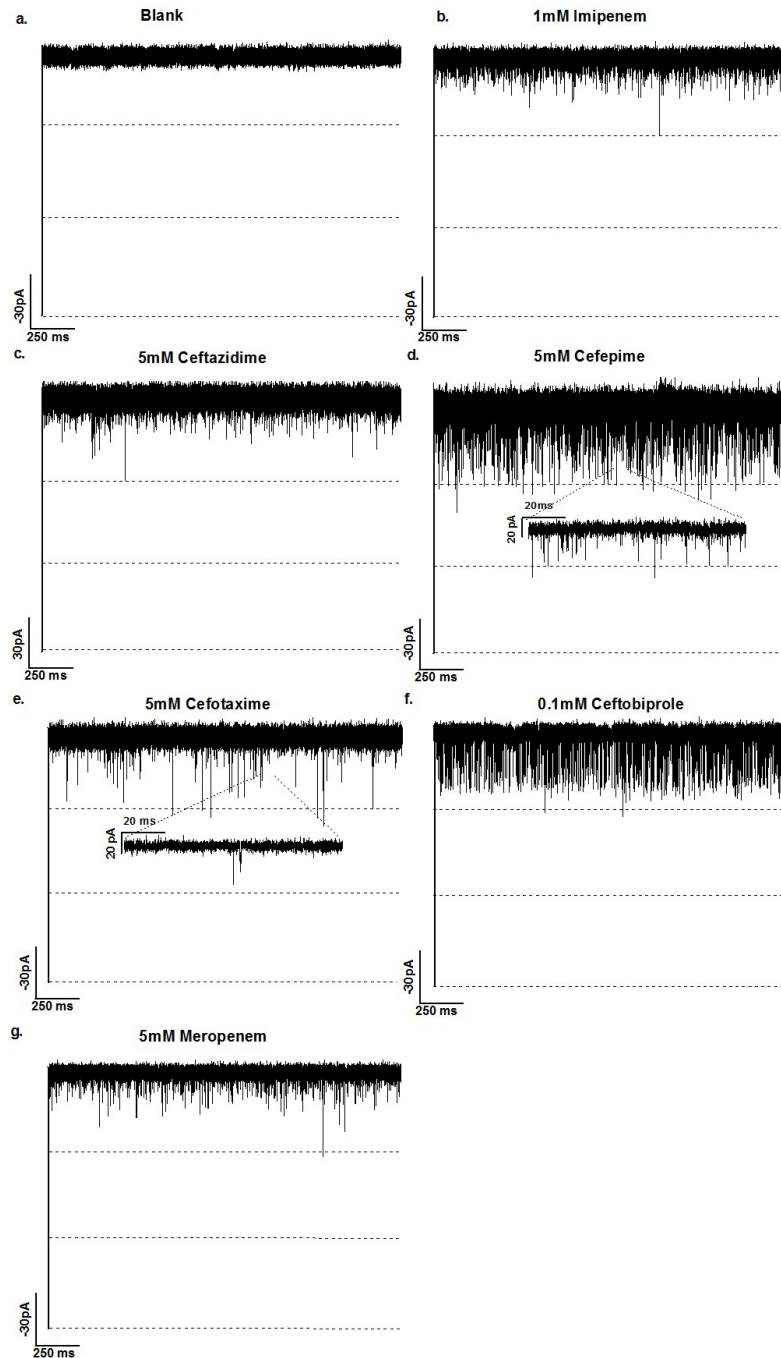 a.
Blank
-30pA
250 ms
b.
1mM Imipenem
-30pA
250 ms
c.
5mM Ceftazidime
30pA
250 ms
d.
5mM Cefepime
20ms
20 pA
-30pA
250 ms
e.
5mM Cefotaxime
20 ms
20 pA
-30pA
250 ms
f.
0.1mM Ceftobiprole
-30pA
250 ms
g.
5mM Meropenem
-30pA
250 ms